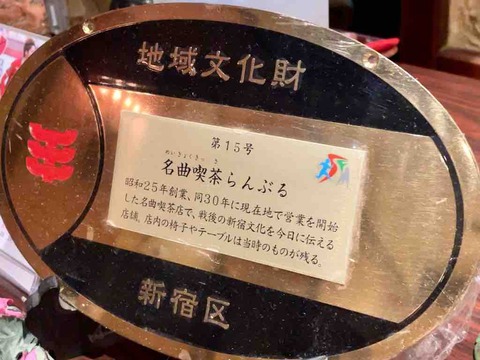 地域文化財
第15号
めいきょくきっさ
名曲喫茶らんぶる
昭和25年創業、同30年に現在地で営業を開始
した名曲喫茶店で、戦後の新宿文化を今日に伝える
店舗。店内の椅子やテーブルは当時のものが残る。
新宿区